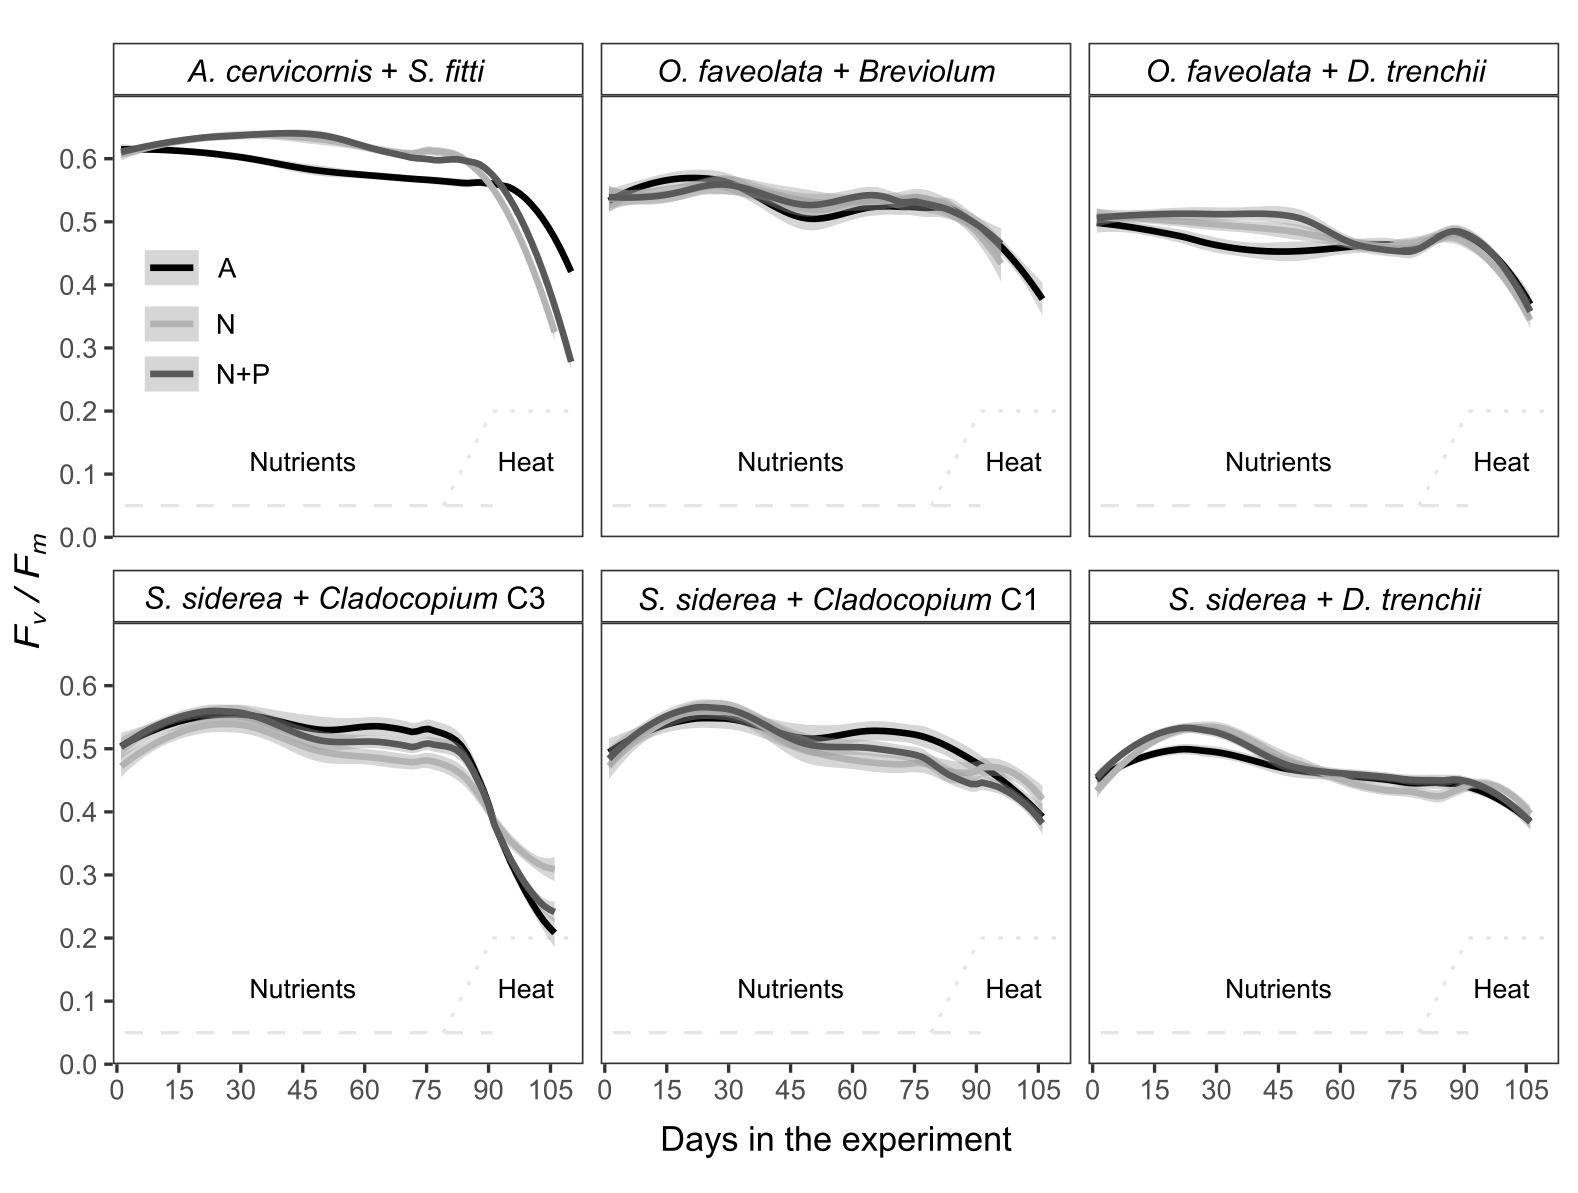 A. cervicornis + S. fitti
O. faveolata + Breviolum
O. faveolata + D. trenchii
0.6
0.5
0.4
0.3
0.2
0.1
0.0
A
N
N+P
Nutrients
Heat
Nutrients
Heat
Nutrients
Heat
Fv / Fm
S. siderea + Cladocopium C3
S. siderea + Cladocopium C1
S. siderea + D. trenchii
0.6
0.5
0.4
0.3
0.2
0.1
0.0
Nutrients
Heat
Nutrients
Heat
Nutrients
Heat
0 15 30 45 60 75 90 105
0 15 30 45 60 75 90 105
0 15 30 45 60 75 90 105
Days in the experiment